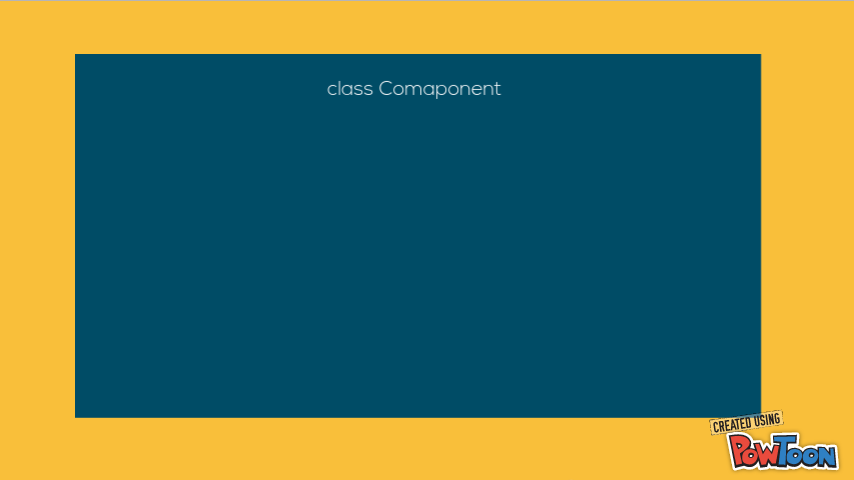 class Comaponent
CREATED USING
POWTOON